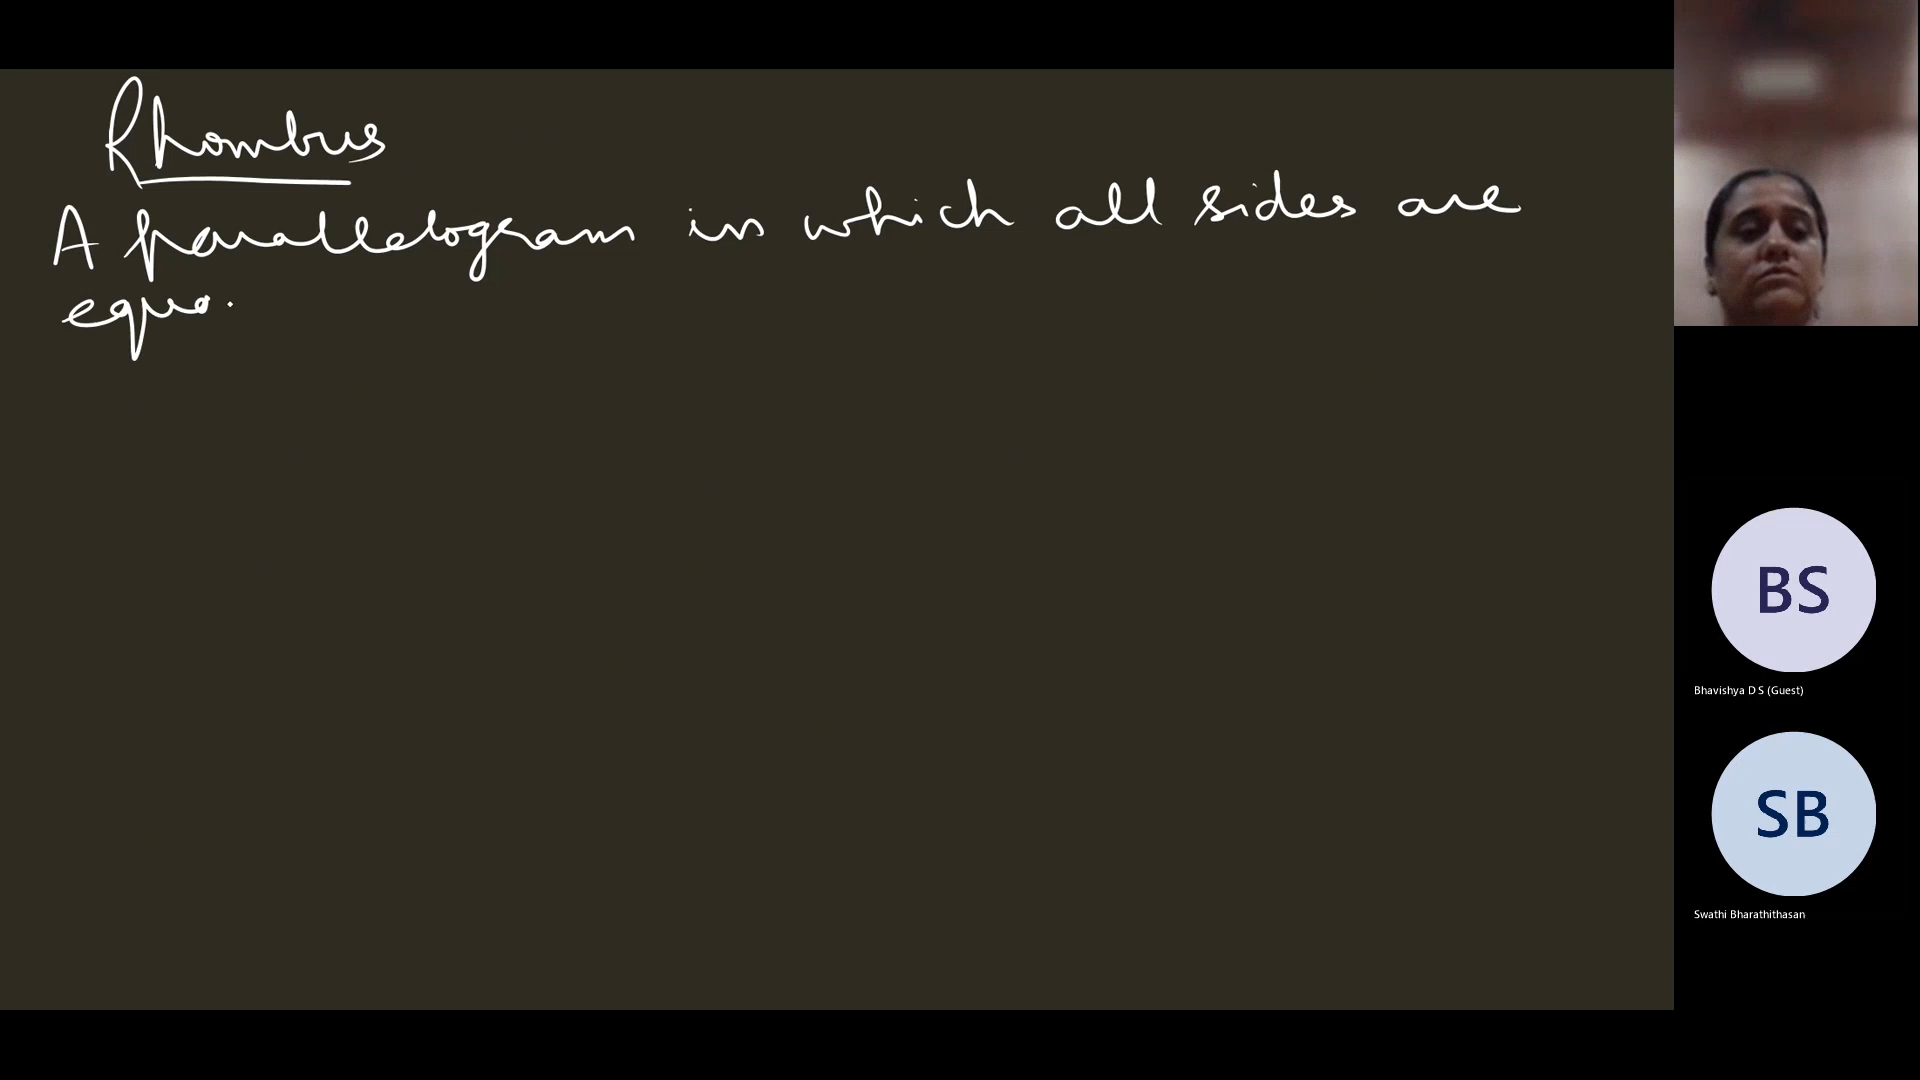 Rhombus
A parallelogram in which all sides are
equa.
BS
Bhavishya D S (Guest)
SB
Swathi Bharathithasan